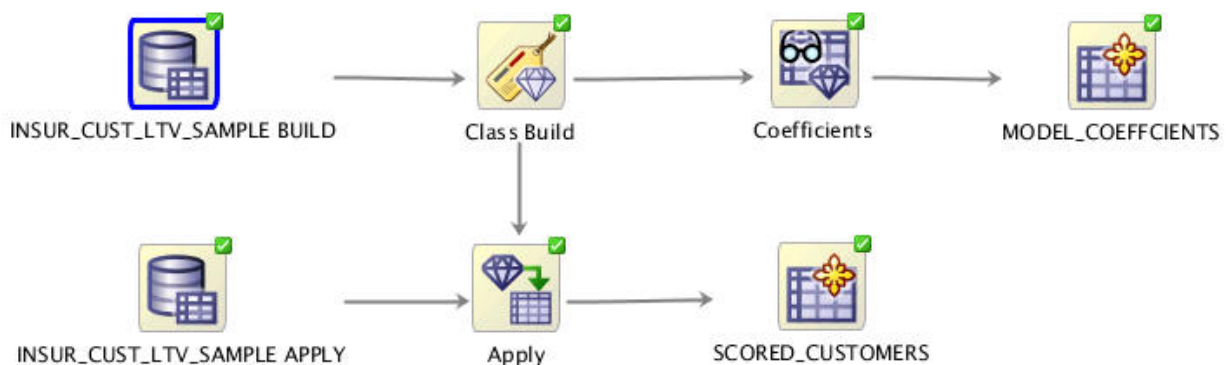 INSUR_CUST_LTV_SAMPLE BUILD
Class Build
Coefficients
MODEL_COEFFCIENTS
INSUR_CUST_LTV_SAMPLE APPLY
Apply
SCORED_CUSTOMERS